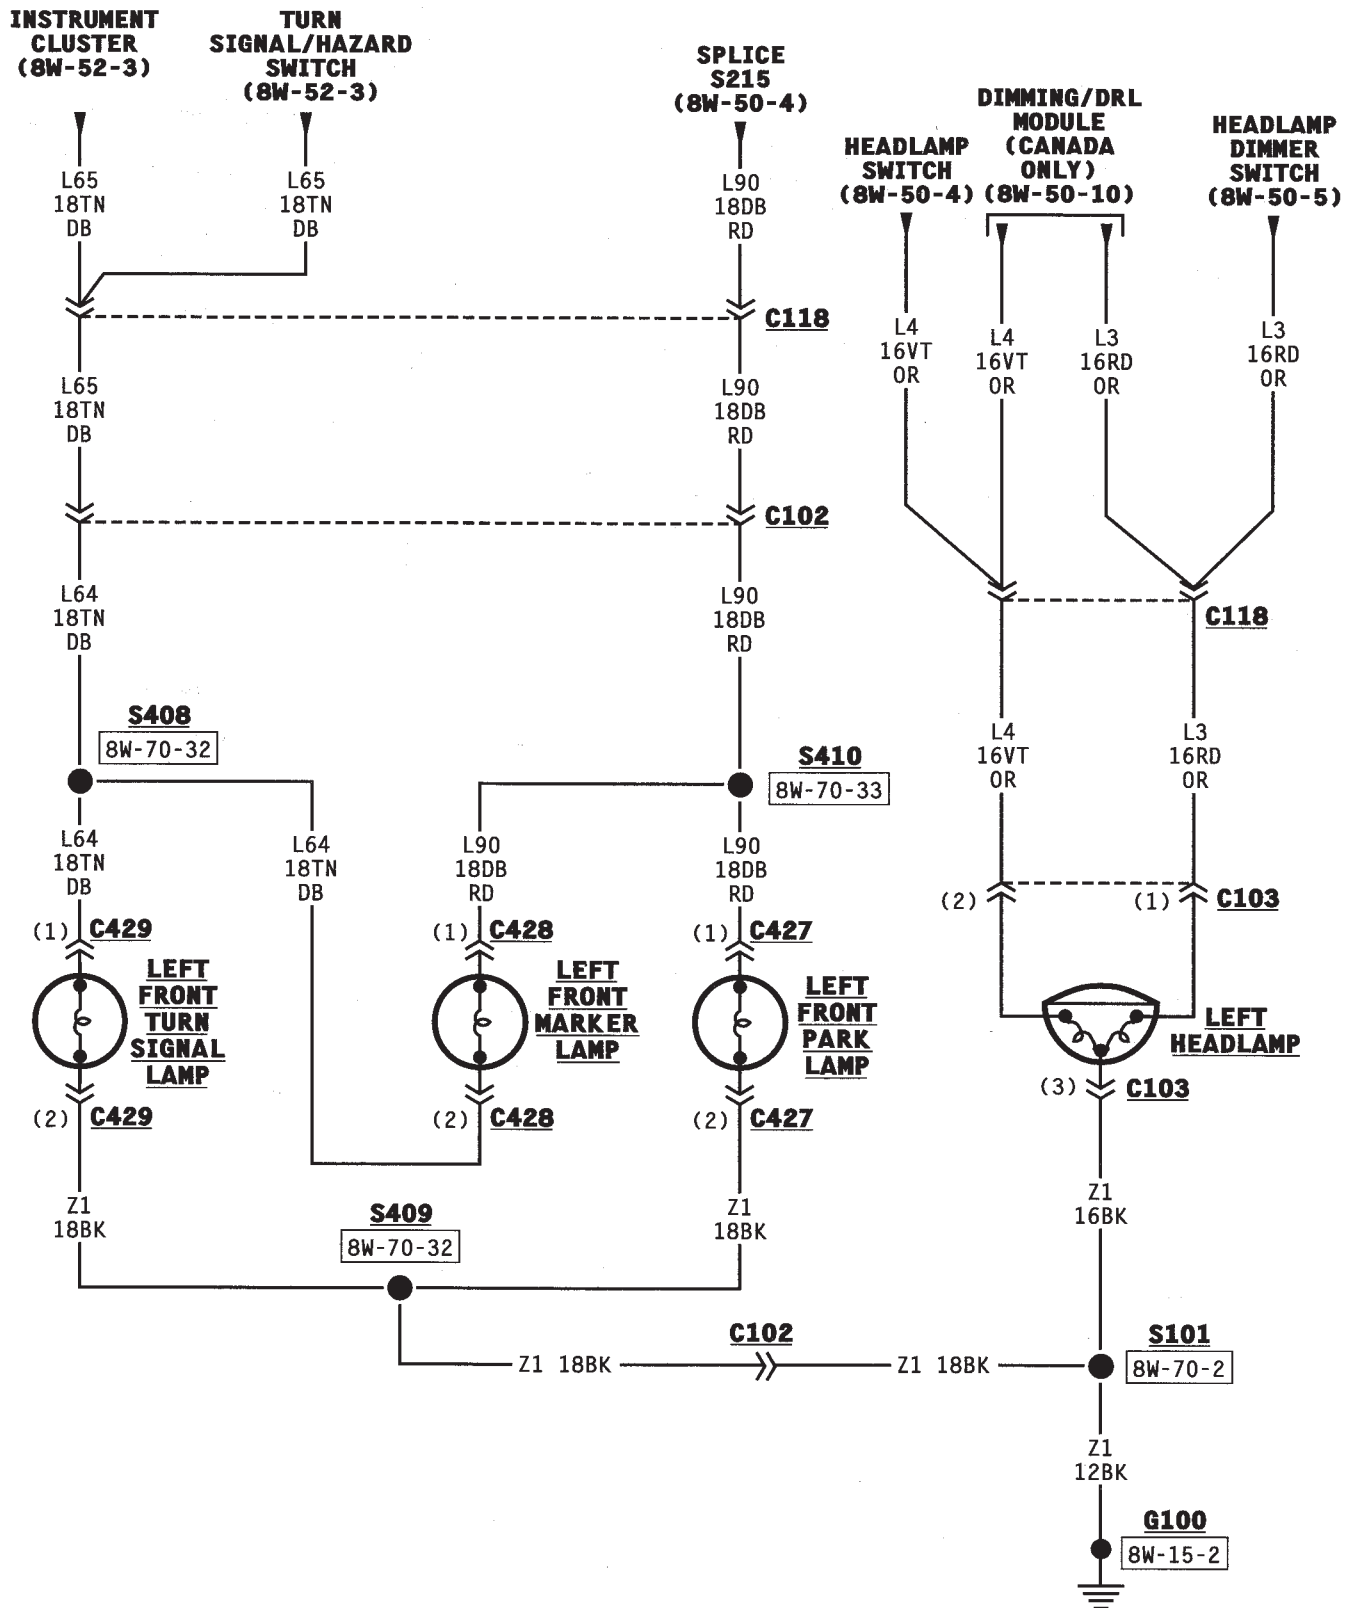 INSTRUMENT
CLUSTER
(8W-52-3)
TURN
SIGNAL/HAZARD
SWITCH
(8W-52-3)
SPLICE
S215
(8W-50-4)
HEADLAMP
SWITCH
(8W-50-4)
DIMMING/DRL
MODULE
(CANADA
ONLY)
(8W-50-10)
HEADLAMP
DIMMER
SWITCH
(8W-50-5)
L65
18TN
DB
L65
18TN
DB
L90
18DB
RD
C118
L4
16VT
OR
L4
16VT
OR
L3
16RD
OR
L3
16RD
OR
L65
18TN
DB
L90
18DB
RD
C102
L64
18TN
DB
L90
18DB
RD
C118
S408
8W-70-32
S410
8W-70-33
L4
16VT
OR
L3
16RD
OR
L64
18TN
DB
L64
18TN
DB
L90
18DB
RD
L90
18DB
RD
(2)
(1)
C103
(1)
C429
(1)
C428
(1)
C427
LEFT
FRONT
TURN
SIGNAL
LAMP
LEFT
FRONT
MARKER
LAMP
LEFT
FRONT
PARK
LAMP
LEFT
HEADLAMP
(2)
C429
(2)
C428
(2)
C427
(3)
C103
Z1
18BK
S409
8W-70-32
Z1
18BK
Z1
16BK
C102
Z1 18BK
Z1 18BK
S101
8W-70-2
Z1
12BK
G100
8W-15-2